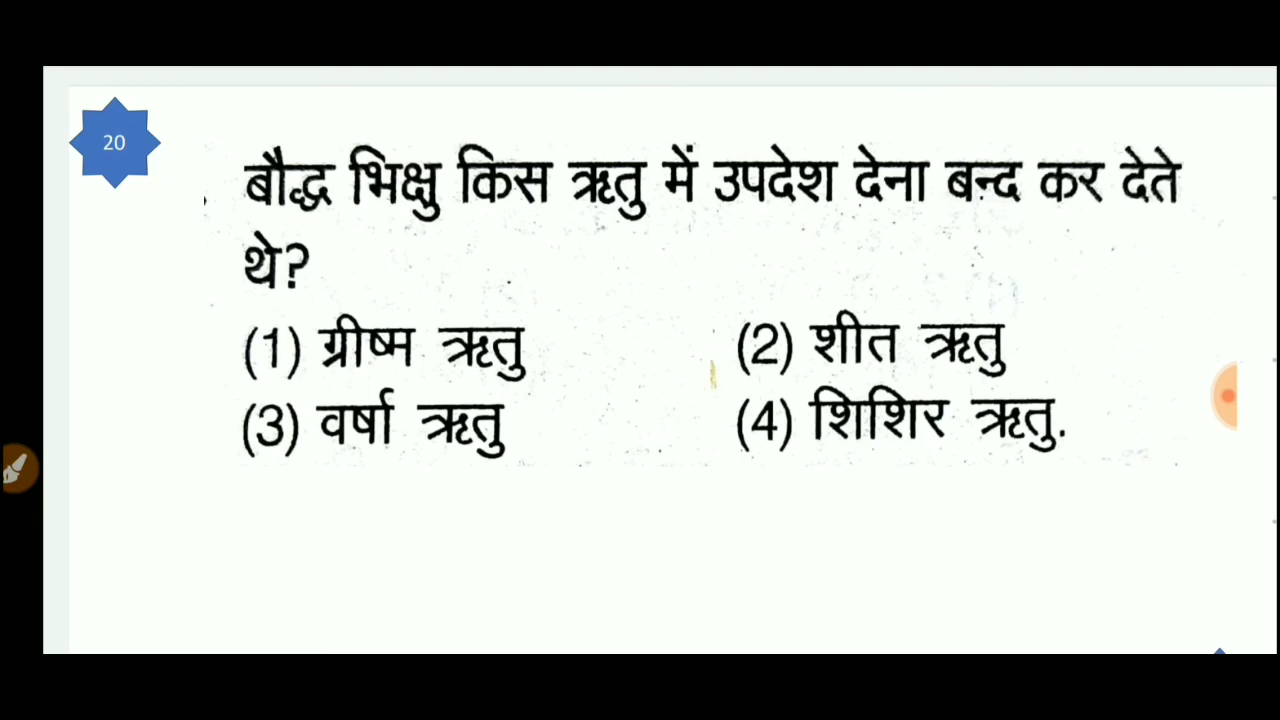 20
बौद्ध भिक्षु किस ऋतु में उपदेश देना बन्द कर देते
थे?
(1) ग्रीष्म ऋतु (2) शीत ऋतु
(3) वर्षा ऋतु (4) शिशिर ऋतु.